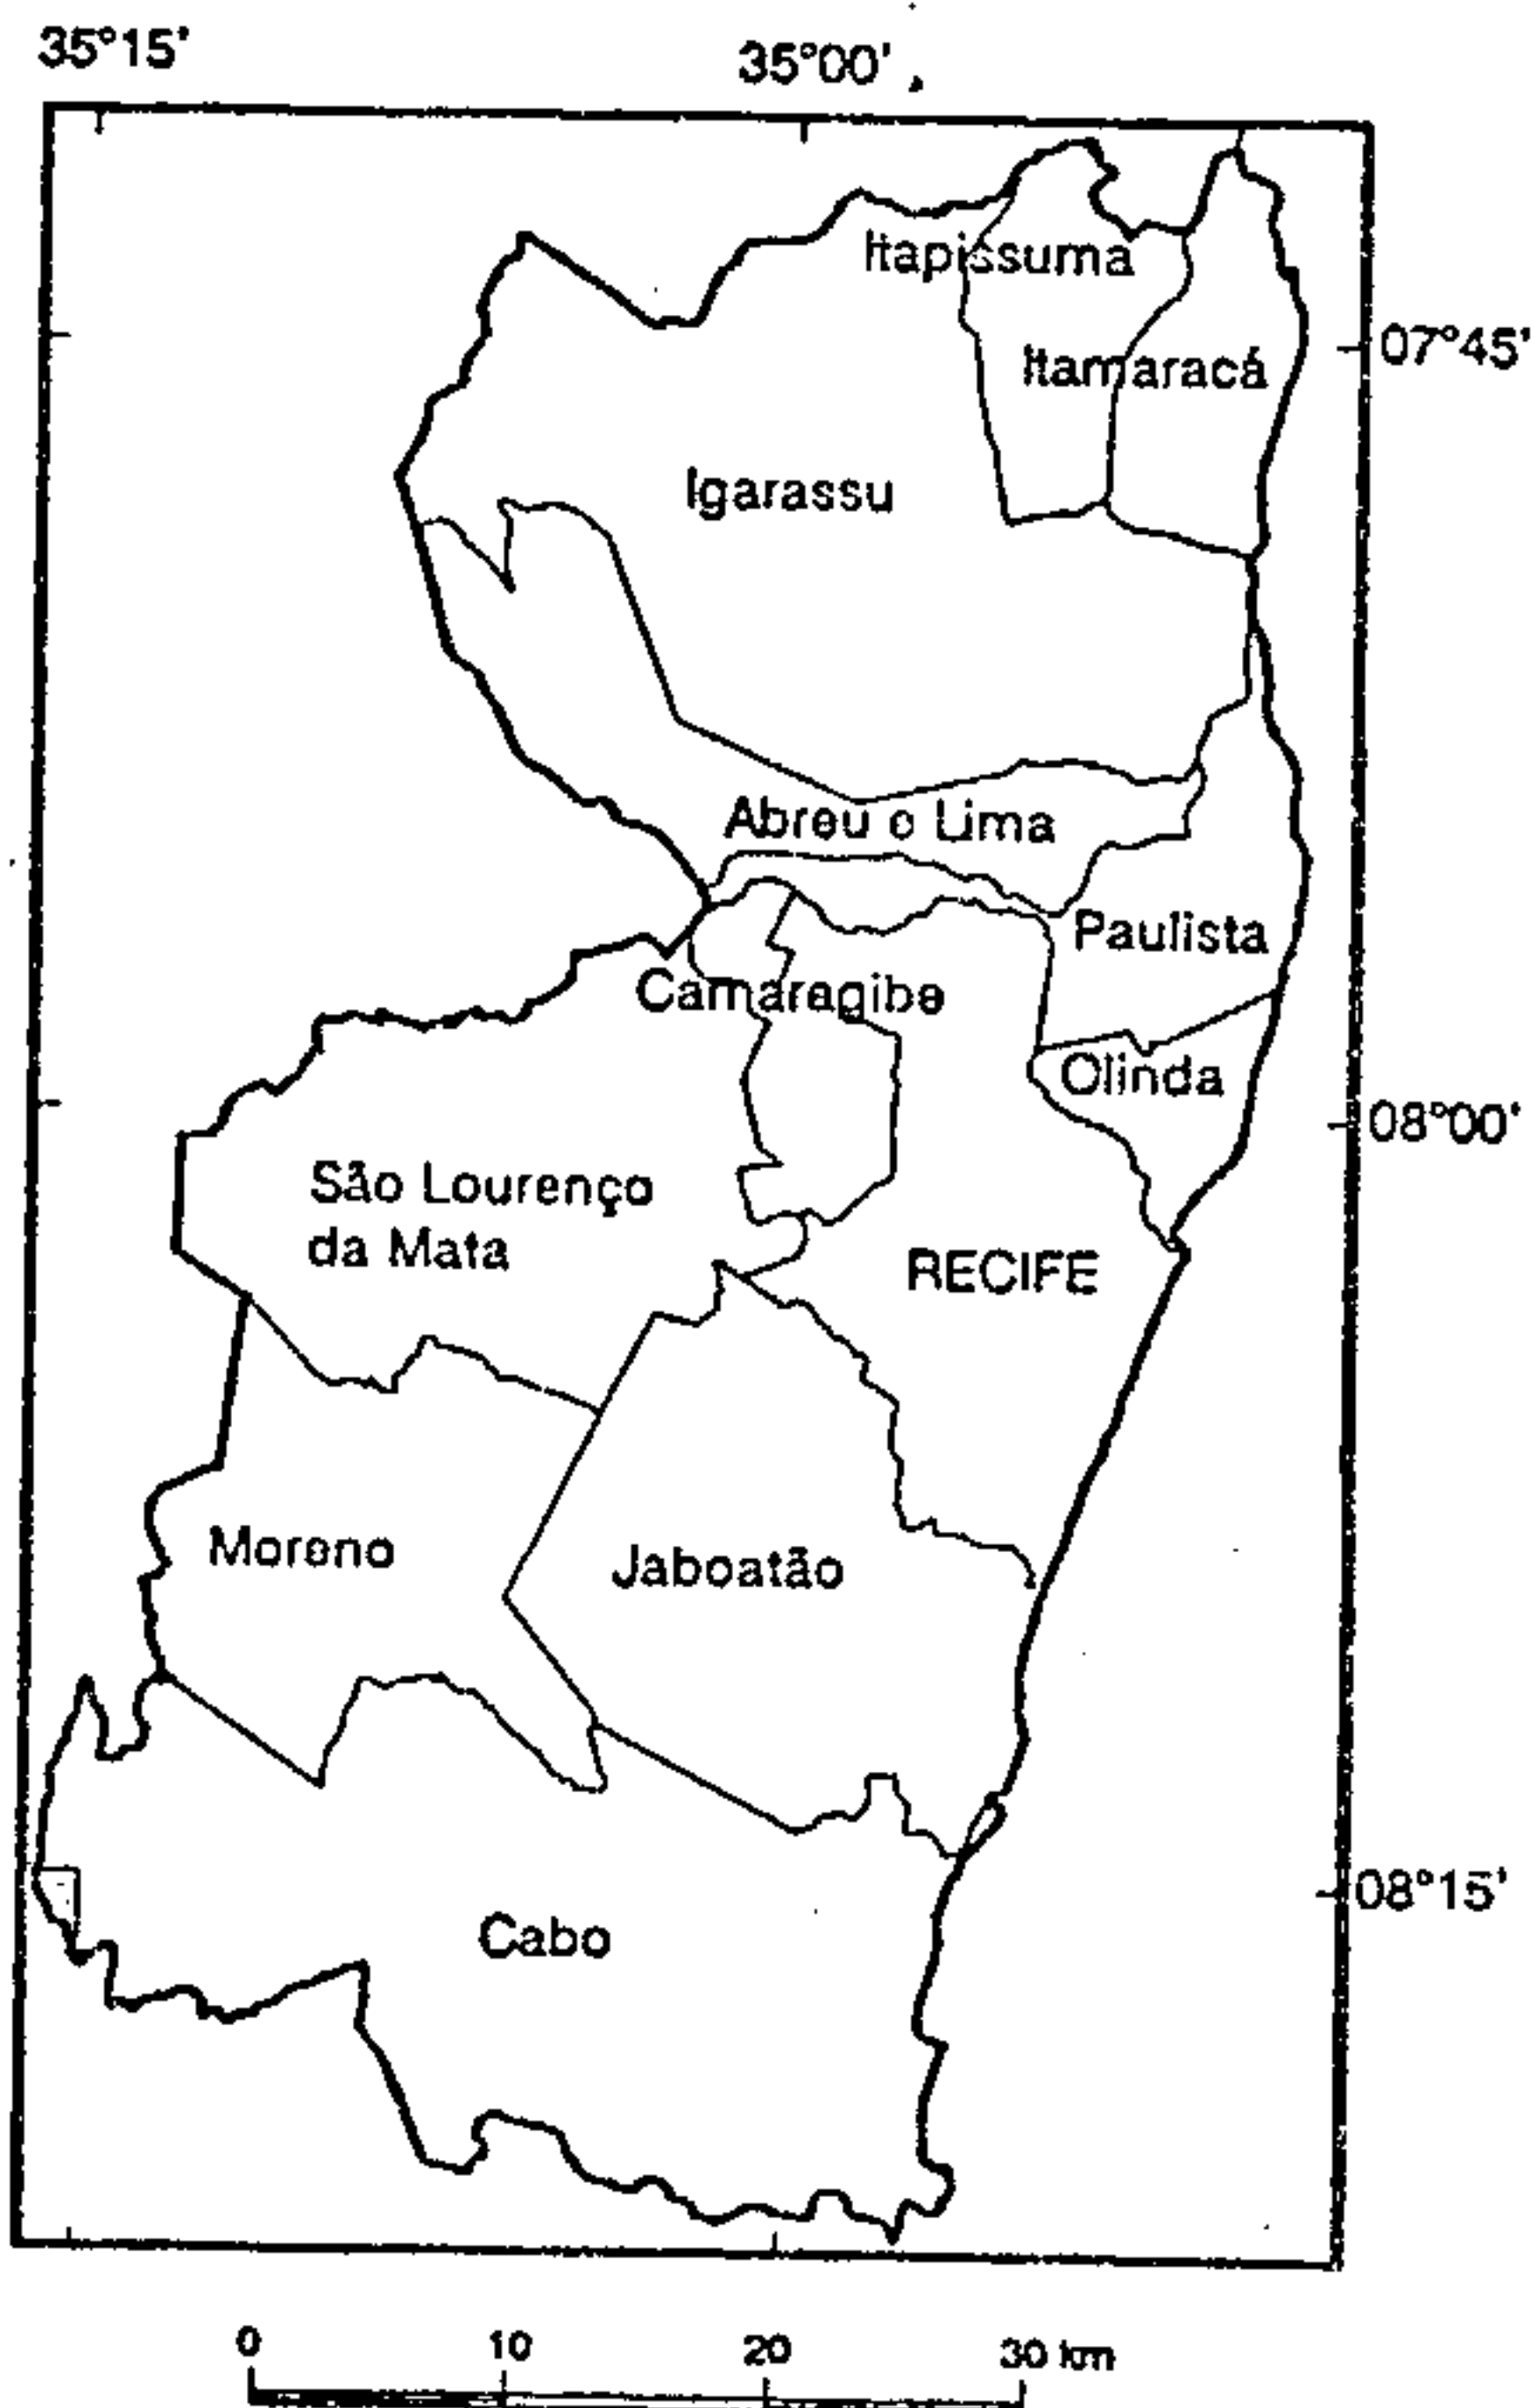 35°15'
35°00'
Itapissuma
07°45'
Itamaracá
Igarassu
Abreu o Lima
Paulista
Camaragibe
Olinda
08°00'
São Lourenço
da Mata
RECIFE
Moreno
Jaboatão
08°15'
Cabo
0 10 20 30 km